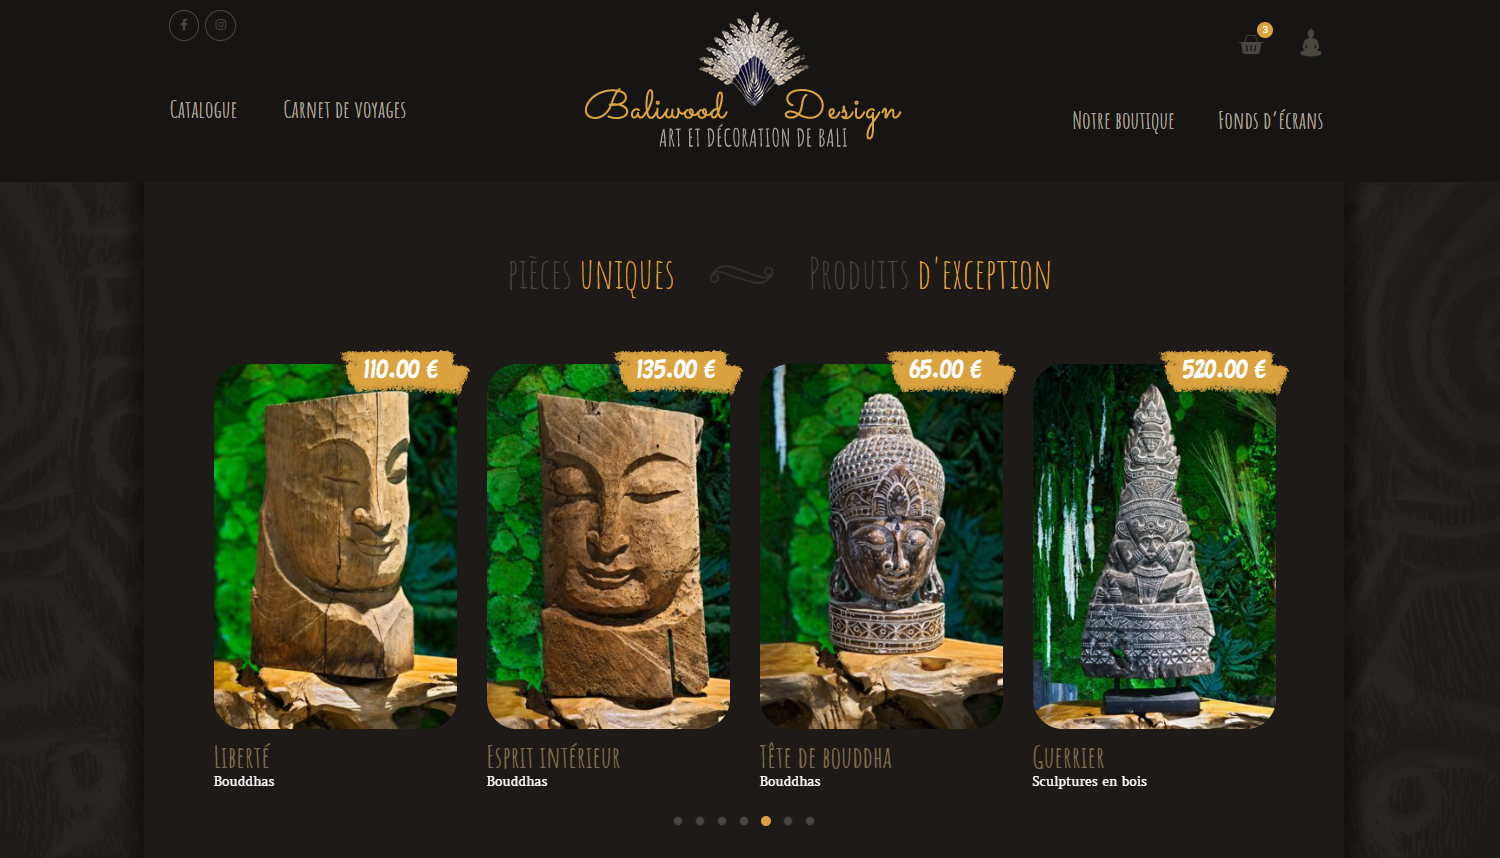 3
Catalogue
Carnet de voyages
Baliwood Design
ART ET DÉCORATION DE BALI
Notre boutique
Fonds d'écrans
pièces uniques
Produits d'exception
110.00 €
135.00 €
65.00 €
520.00 €
Liberté
Bouddhas
Esprit intérieur
Bouddhas
Tête de bouddha
Bouddhas
Guerrier
Sculptures en bois